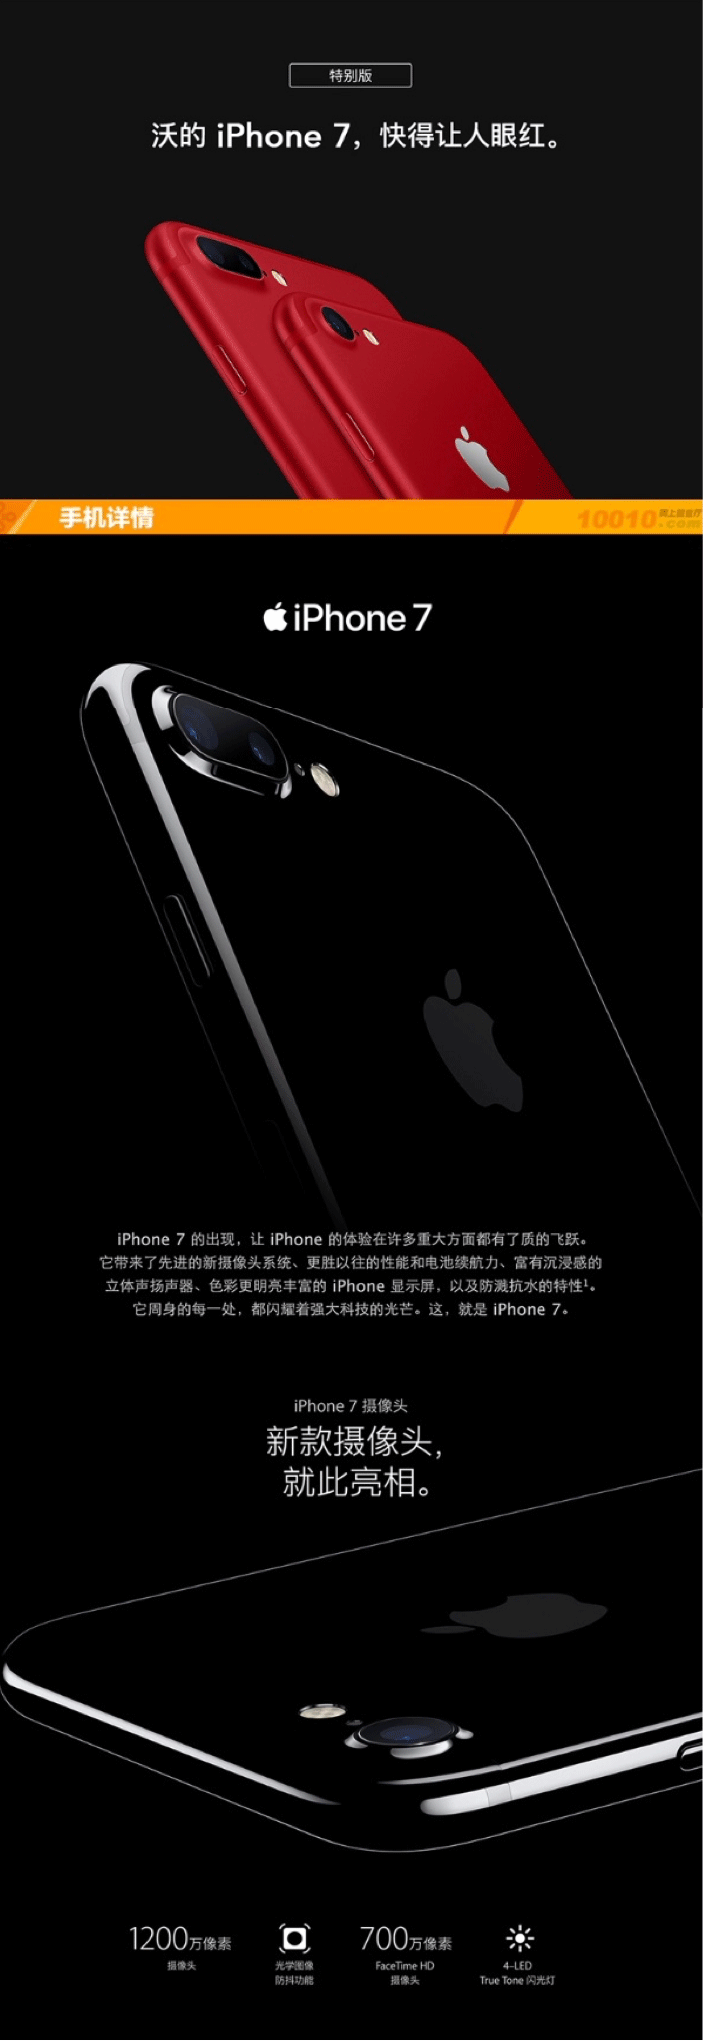 特别版
沃的 iPhone 7，快得让人眼红。
手机详情
10010.com
网上营业厅
iPhone 7
iPhone 7 的出现，让 iPhone 的体验在许多重大方面都有了质的飞跃。
它带来了先进的新摄像头系统、更胜以往的性能和电池续航力、富有沉浸感的
立体声扬声器、色彩更明亮丰富的 iPhone 显示屏，以及防溅抗水的特性¹。
它周身的每一处，都闪耀着强大科技的光芒。这，就是 iPhone 7。
iPhone 7 摄像头
新款摄像头，
就此亮相。
1200万像素
摄像头
光学图像
防抖功能
700万像素
FaceTime HD
摄像头
4-LED
True Tone 闪光灯